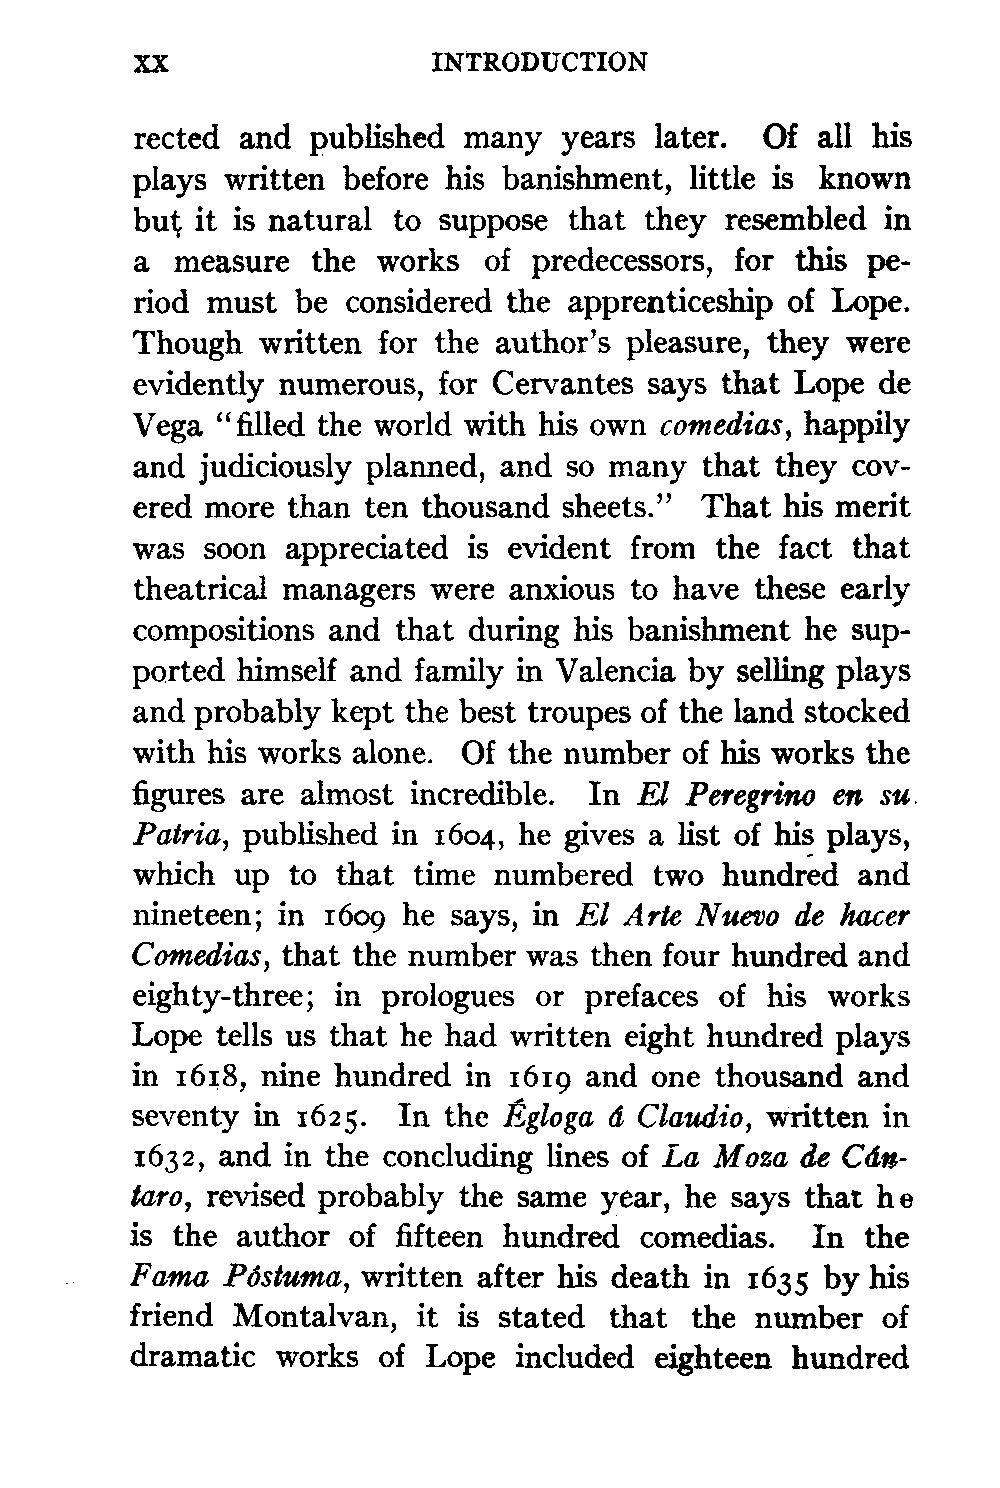 xx INTRODUCTION
rected and published many years later. Of all his
plays written before his banishment, little is known
but it is natural to suppose that they resembled in
a measure the works of predecessors, for this pe-
riod must be considered the apprenticeship of Lope.
Though written for the author's pleasure, they were
evidently numerous, for Cervantes says that Lope de
Vega "filled the world with his own comedias, happily
and judiciously planned, and so many that they cov-
ered more than ten thousand sheets." That his merit
was soon appreciated is evident from the fact that
theatrical managers were anxious to have these early
compositions and that during his banishment he sup-
ported himself and family in Valencia by selling plays
and probably kept the best troupes of the land stocked
with his works alone. Of the number of his works the
figures are almost incredible. In El Peregrino en su
Patria, published in 1604, he gives a list of his plays,
which up to that time numbered two hundred and
nineteen; in 1609 he says, in El Arte Nuevo de hacer
Comedias, that the number was then four hundred and
eighty-three; in prologues or prefaces of his works
Lope tells us that he had written eight hundred plays
in 1618, nine hundred in 1619 and one thousand and
seventy in 1625. In the Égloga á Claudio, written in
1632, and in the concluding lines of La Moza de Cán-
taro, revised probably the same year, he says that he
is the author of fifteen hundred comedias. In the
Fama Póstuma, written after his death in 1635 by his
friend Montalvan, it is stated that the number of
dramatic works of Lope included eighteen hundred